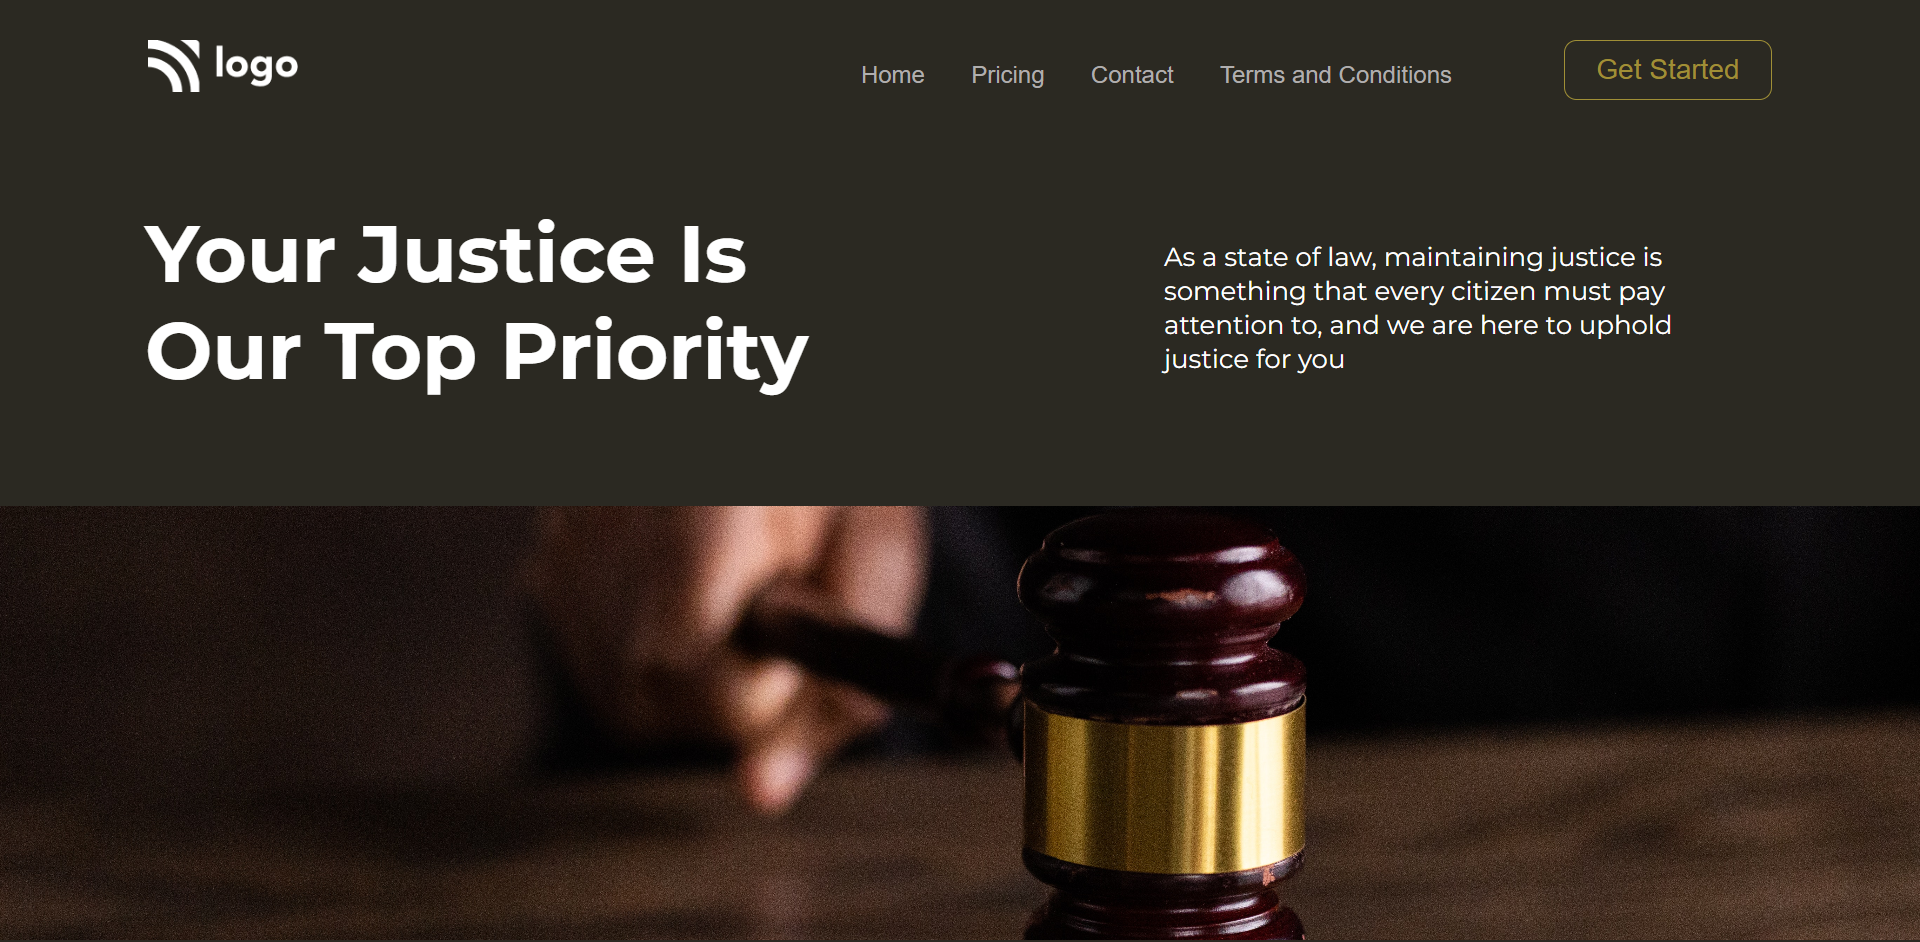 logo
Home Pricing Contact Terms and Conditions Get Started
Your Justice Is
Our Top Priority
As a state of law, maintaining justice is
something that every citizen must pay
attention to, and we are here to uphold
justice for you